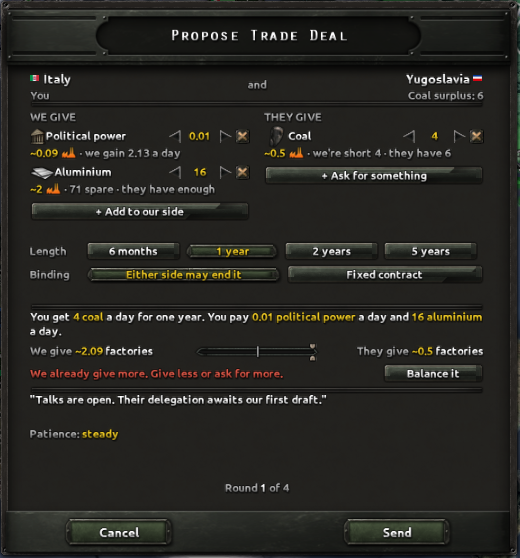 PROPOSE TRADE DEAL
Italy
You
and
Yugoslavia
Coal surplus: 6
WE GIVE
Political power 0.01
~0.09 · we gain 2.13 a day
Aluminium 16
~2 · 71 spare · they have enough
+ Add to our side
THEY GIVE
Coal 4
~0.5 · we're short 4 · they have 6
+ Ask for something
Length 6 months 1 year 2 years 5 years
Binding Either side may end it Fixed contract
You get 4 coal a day for one year. You pay 0.01 political power a day and 16 aluminium
a day.
We give ~2.09 factories They give ~0.5 factories
We already give more. Give less or ask for more. Balance it
"Talks are open. Their delegation awaits our first draft."
Patience: steady
Round 1 of 4
Cancel Send